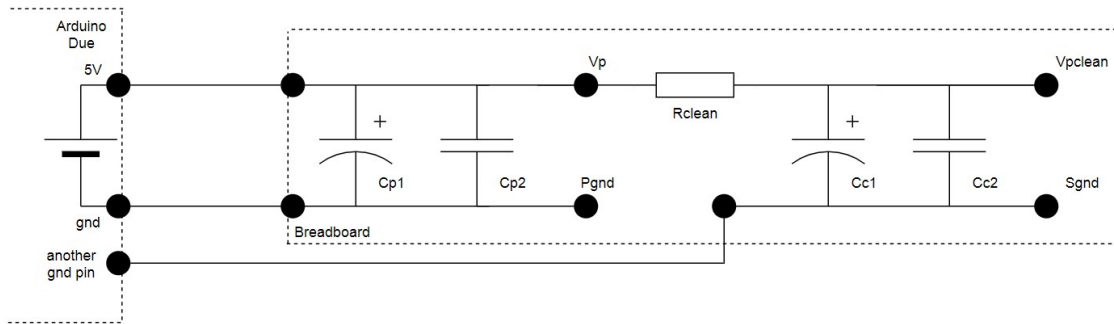 Arduino
Due
5V
Vp
Vpclean
+
Rclean
+
Cp1
Cp2
Pgnd
Cc1
Cc2
Sgnd
gnd
Breadboard
another
gnd pin